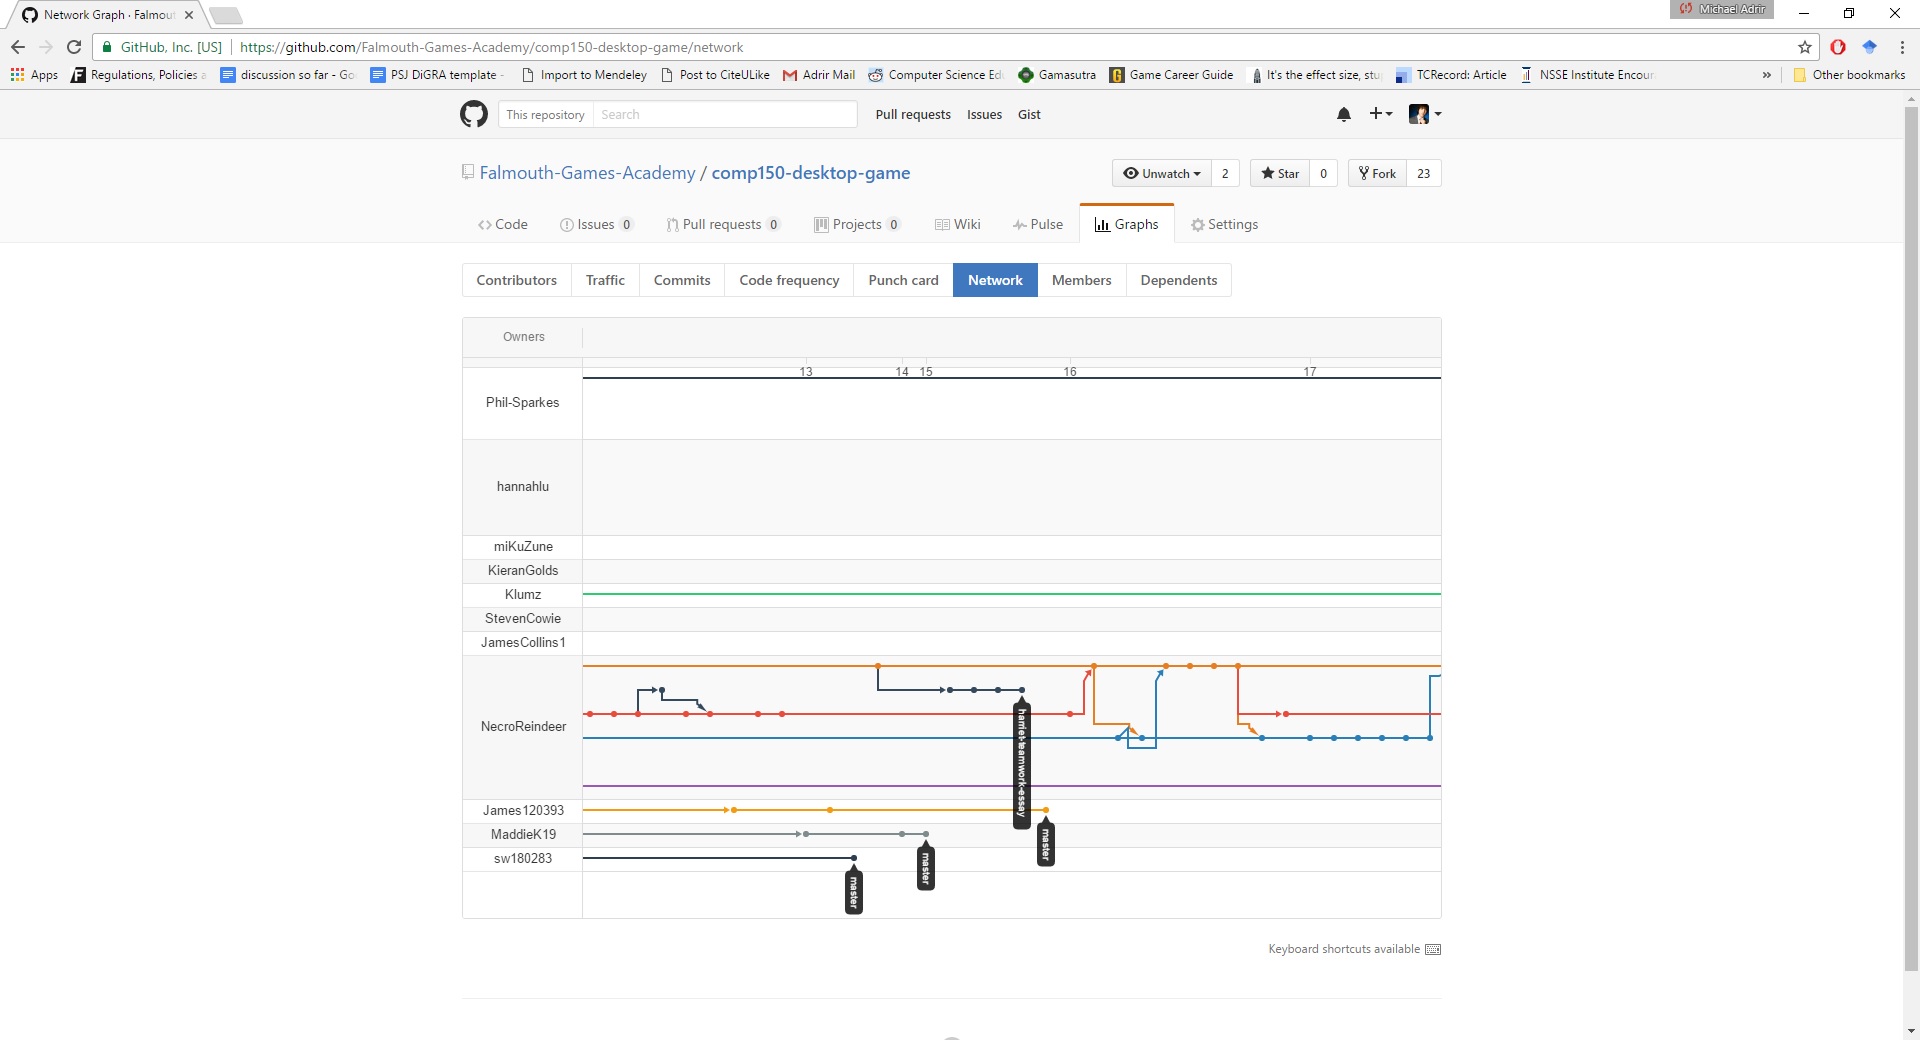 Network Graph · Falmout
Michael Adrir
GitHub, Inc. [US] https://github.com/Falmouth-Games-Academy/comp150-desktop-game/network
Apps Regulations, Policies a discussion so far - Go PSJ DiGRA template - Import to Mendeley Post to CiteULike Adrir Mail Computer Science Ed Gamasutra Game Career Guide It's the effect size, stu TCRecord: Article NSSE Institute Encour » Other bookmarks
This repository Search Pull requests Issues Gist
Falmouth-Games-Academy / comp150-desktop-game Unwatch 2 Star 0 Fork 23
Code Issues 0 Pull requests 0 Projects 0 Wiki Pulse Graphs Settings
Contributors Traffic Commits Code frequency Punch card Network Members Dependents
Owners
13 14 15 16 17
Phil-Sparkes
hannahlu
miKuZune
KieranGolds
Klumz
StevenCowie
JamesCollins1
NecroReindeer
harriet-teamwork-essay
James120393
MaddieK19
master
sw180283
master
master
Keyboard shortcuts available